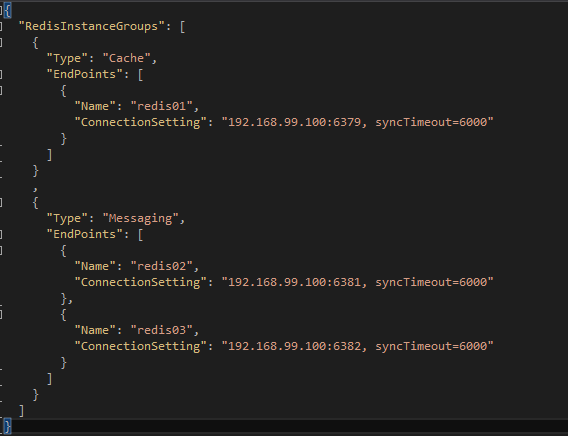 {
  "RedisInstanceGroups": [
    {
      "Type": "Cache",
      "EndPoints": [
        {
          "Name": "redis01",
          "ConnectionSetting": "192.168.99.100:6379, syncTimeout=6000"
        }
      ]
    }
    ,
    {
      "Type": "Messaging",
      "EndPoints": [
        {
          "Name": "redis02",
          "ConnectionSetting": "192.168.99.100:6381, syncTimeout=6000"
        },
        {
          "Name": "redis03",
          "ConnectionSetting": "192.168.99.100:6382, syncTimeout=6000"
        }
      ]
    }
  ]
}